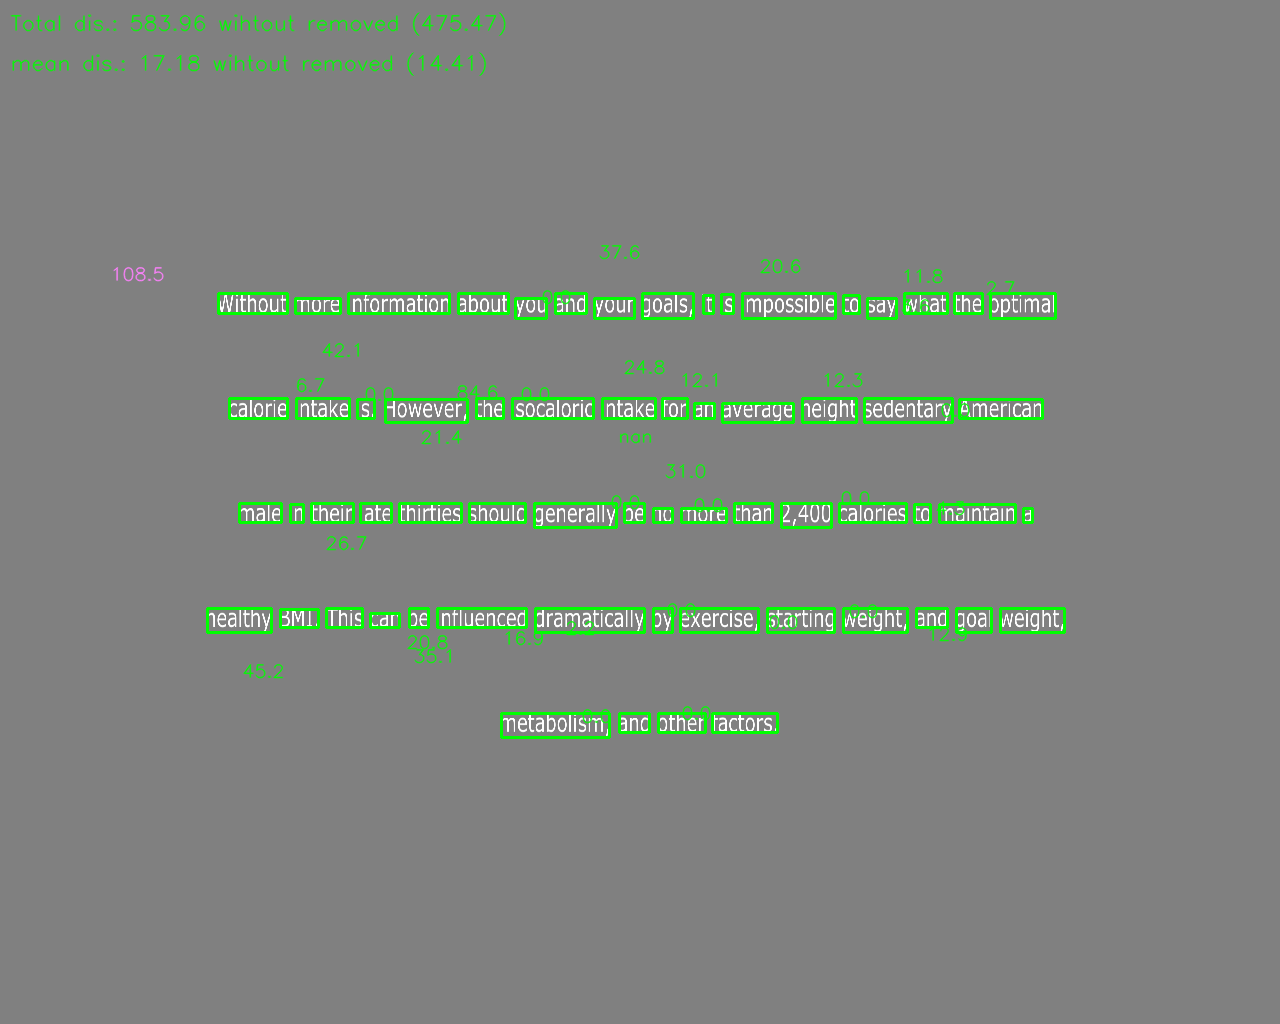 Total dis.: 583.96 wihtout removed (475.47)
mean dis.: 17.18 wihtout removed (14.41)
37.6
20.6
108.5 11.8
2.7
Without more information about you and your goals, it is impossible to say what the optimal
42.1
24.8
6.7 12.1 12.3
0.0 84.6 0.0
calorie intake is. However, the isocaloric intake for an average height, sedentary American
21.4 nan
31.0
0.0 0.0 0.0
male in their late thirties should generally be no more than 2,400 calories to maintain a
26.7
healthy BMI. This can be influenced dramatically by exercise, starting weight, and goal weight,
20.8 16.9 2.2 12.9
35.1
45.2
metabolism, and other factors.